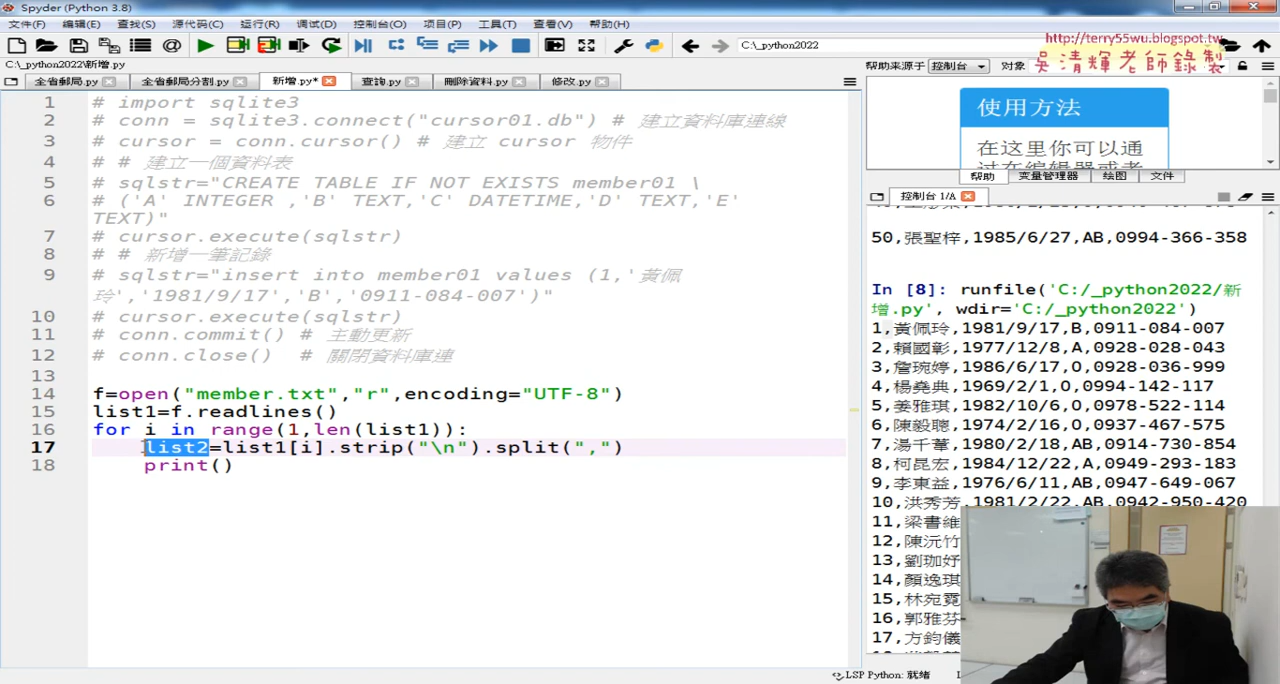 Spyder (Python 3.8)
文件(F) 编辑(E) 查找(S) 源代码(C) 运行(R) 调试(D) 控制台(O) 项目(P) 工具(T) 查看(V) 帮助(H)
C:\_python2022
http://terry55wu.blogspot.tw
吳清輝老師錄製
C:\_python2022\新增.py
全省郵局.py 全省郵局分割.py 新增.py* 查詢.py 刪除資料.py 修改.py
帮助来源于 控制台 对象
1 # import sqlite3
2 # conn = sqlite3.connect("cursor01.db") # 建立資料庫連線
3 # cursor = conn.cursor() # 建立 cursor 物件
4 # # 建立一個資料表
5 # sqlstr="CREATE TABLE IF NOT EXISTS member01 \
6 # ('A' INTEGER ,'B' TEXT,'C' DATETIME,'D' TEXT,'E'
TEXT)"
7 # cursor.execute(sqlstr)
8 # # 新增一筆記錄
9 # sqlstr="insert into member01 values (1,'黃佩
玲','1981/9/17','B','0911-084-007')"
10 # cursor.execute(sqlstr)
11 # conn.commit() # 主動更新
12 # conn.close() # 關閉資料庫連
13
14 f=open("member.txt","r",encoding="UTF-8")
15 list1=f.readlines()
16 for i in range(1,len(list1)):
17 list2=list1[i].strip("\n").split(",")
18 print()
使用方法
在这里你可以通
帮助 变量管理器 绘图 文件
控制台 1/A
50,張聖梓,1985/6/27,AB,0994-366-358
In [8]: runfile('C:/_python2022/新
增.py', wdir='C:/_python2022')
1,黃佩玲,1981/9/17,B,0911-084-007
2,賴國彰,1977/12/8,A,0928-028-043
3,詹琬婷,1986/6/17,O,0928-036-999
4,楊堯典,1969/2/1,O,0994-142-117
5,姜雅琪,1982/10/6,O,0978-522-114
6,陳毅聰,1974/2/16,O,0937-467-575
7,湯千葦,1980/2/18,AB,0914-730-854
8,柯昆宏,1984/12/22,A,0949-293-183
9,李東益,1976/6/11,AB,0947-649-067
10,洪秀芳,1981/2/22,AB,0942-950-420
11,梁書維
12,陳沅竹
13,劉珈妤
14,顏逸琪
15,林宛霓
16,郭雅芬
17,方鈞儀
LSP Python: 就緒